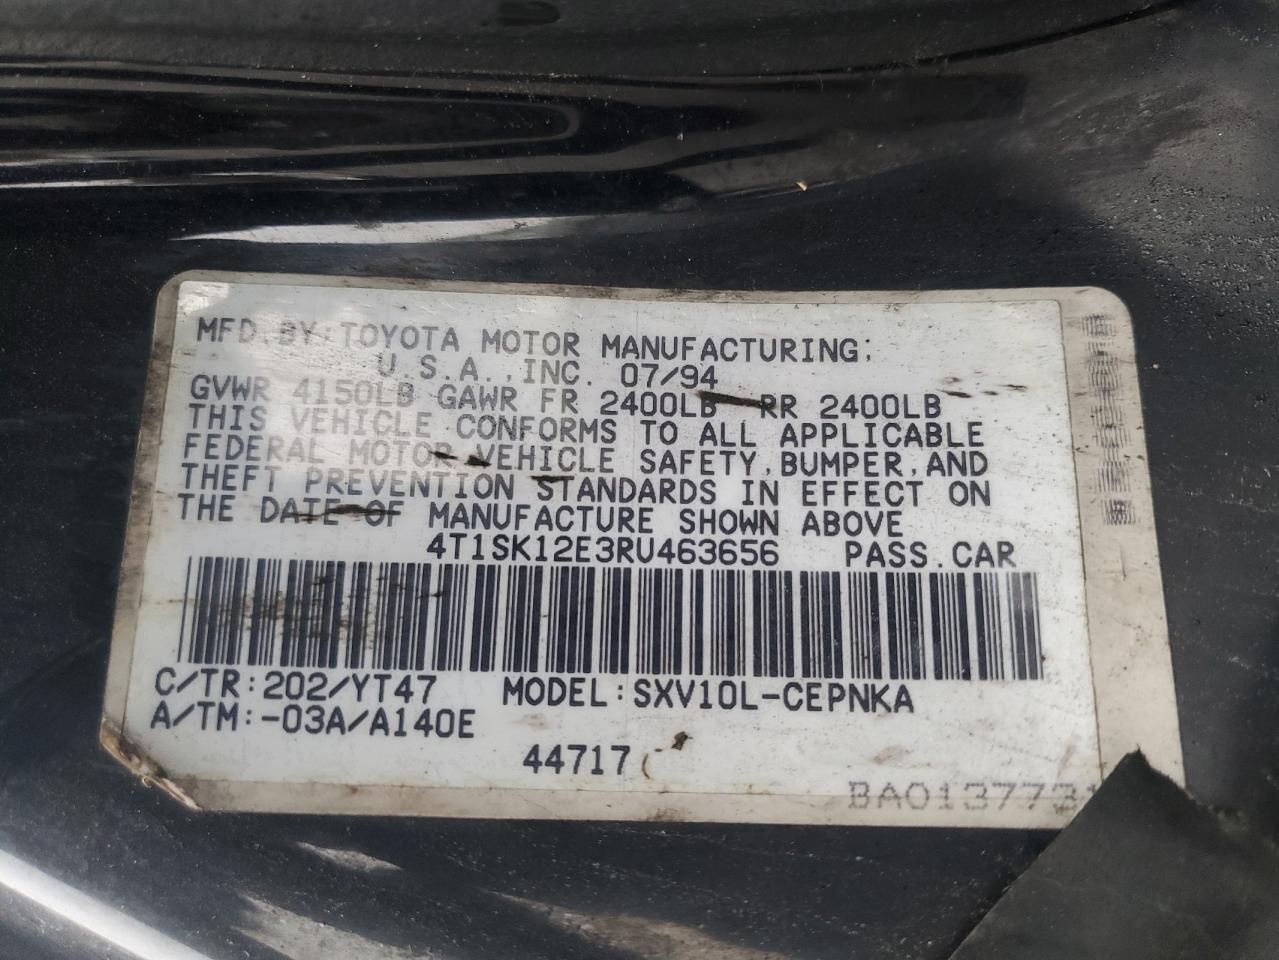 MFD.BY:TOYOTA MOTOR MANUFACTURING;
U.S.A.,INC. 07/94
GVWR 4150LB GAWR FR 2400LB RR 2400LB
THIS VEHICLE CONFORMS TO ALL APPLICABLE
FEDERAL MOTOR VEHICLE SAFETY,BUMPER,AND
THEFT PREVENTION STANDARDS IN EFFECT ON
THE DATE OF MANUFACTURE SHOWN ABOVE
4T1SK12E3RU463656 PASS.CAR
C/TR:202/YT47 MODEL:SXV10L-CEPNKA
A/TM:-03A/A140E
44717
BA0137731